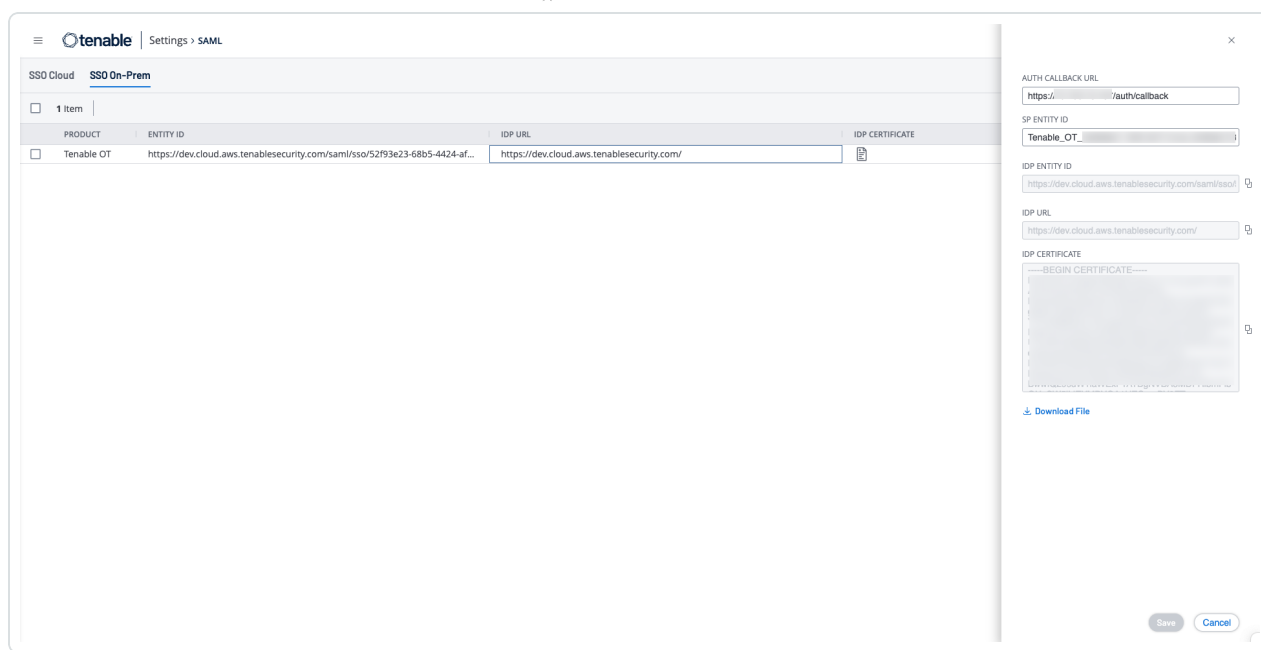 tenable Settings > SAML
SSO Cloud SSO On-Prem
1 Item
PRODUCT ENTITY ID IDP URL IDP CERTIFICATE
Tenable OT https://dev.cloud.aws.tenablesecurity.com/saml/sso/52f93e23-68b5-4424-af... https://dev.cloud.aws.tenablesecurity.com/
AUTH CALLBACK URL
https:/ /auth/callback
SP ENTITY ID
Tenable_OT_
IDP ENTITY ID
https://dev.cloud.aws.tenablesecurity.com/saml/sso/
IDP URL
https://dev.cloud.aws.tenablesecurity.com/
IDP CERTIFICATE
-----BEGIN CERTIFICATE-----
Download File
Save Cancel